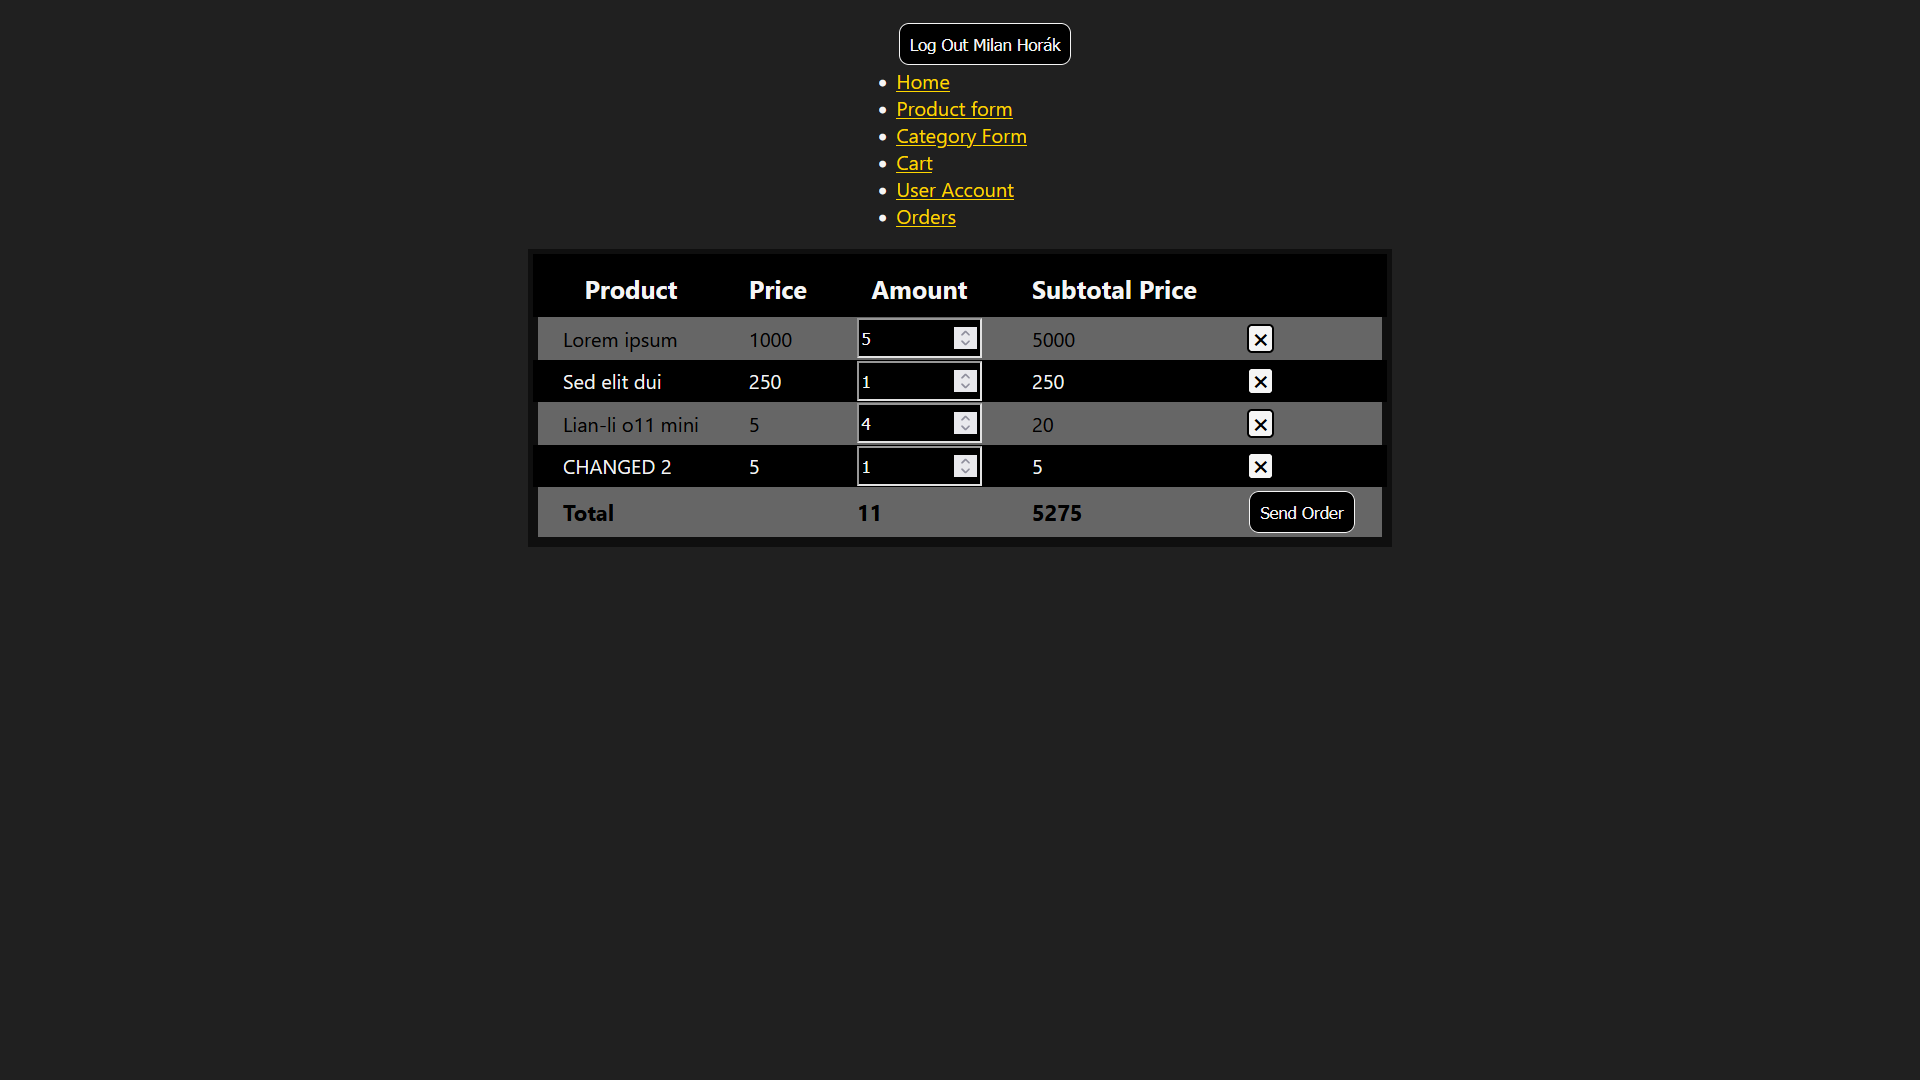 Log Out Milan Horák
Home
Product form
Category Form
Cart
User Account
Orders
Product Price Amount Subtotal Price
Lorem ipsum 1000 5 5000
Sed elit dui 250 1 250
Lian-li o11 mini 5 4 20
CHANGED 2 5 1 5
Total 11 5275 Send Order